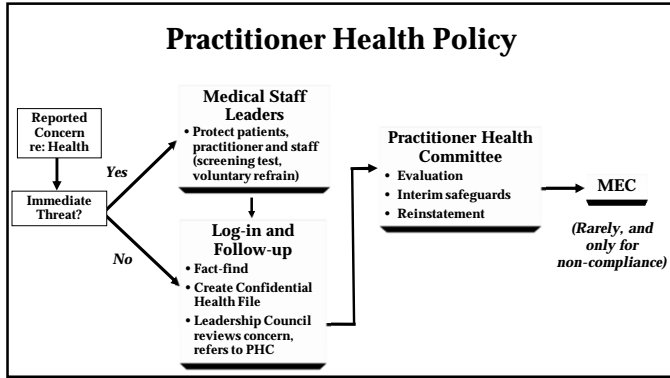 Practitioner Health Policy
Reported
Concern
re: Health
Immediate
Threat?
Yes
No
Medical Staff
Leaders
• Protect patients,
practitioner and staff
(screening test,
voluntary refrain)
Log-in and
Follow-up
• Fact-find
• Create Confidential
Health File
• Leadership Council
reviews concern,
refers to PHC
Practitioner Health
Committee
• Evaluation
• Interim safeguards
• Reinstatement
MEC
(Rarely, and
only for
non-compliance)